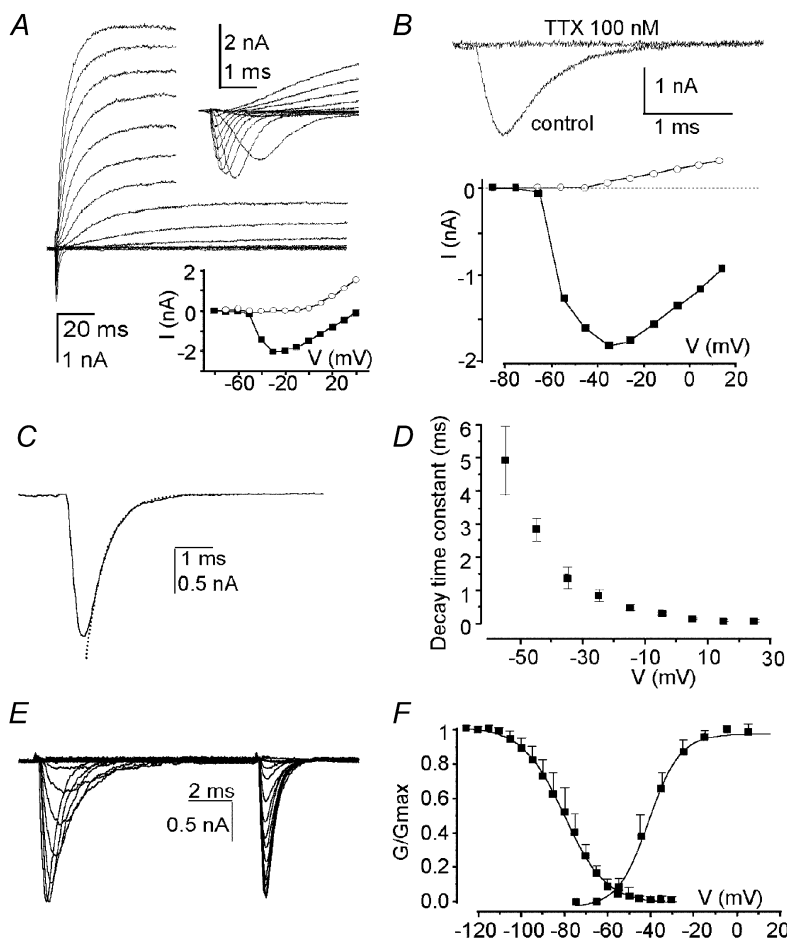 A
2 nA
1 ms
20 ms
1 nA
I (nA)
2
0
-2
V (mV)
-60
-20
20
B
TTX 100 nM
control
1 nA
1 ms
I (nA)
0
-1
-2
V (mV)
-80
-60
-40
-20
0
20
C
1 ms
0.5 nA
D
Decay time constant (ms)
6
5
4
3
2
1
0
-50
-30
-10
10
30
V (mV)
E
2 ms
0.5 nA
F
G/Gmax
1
0.8
0.6
0.4
0.2
0.0
V (mV)
-120
-100
-80
-60
-40
-20
0
20